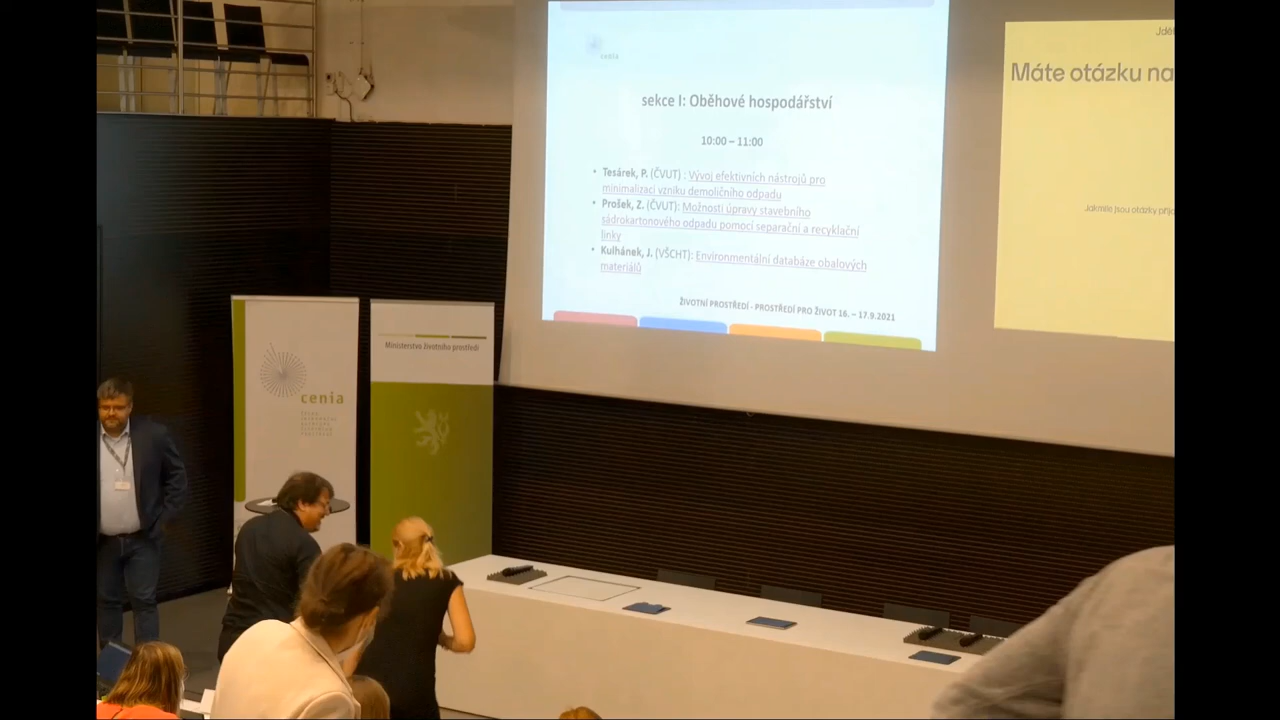 cenia
sekce I: Oběhové hospodářství
10:00 – 11:00
• Tesárek, P. (ČVUT) : Vývoj efektivních nástrojů pro
minimalizaci vzniku demoličního odpadu
• Prošek, Z. (ČVUT): Možnosti úpravy stavebního
sádrokartonového odpadu pomocí separační a recyklační
linky
• Kulhánek, J. (VŠCHT): Environmentální databáze obalových
materiálů
ŽIVOTNÍ PROSTŘEDÍ - PROSTŘEDÍ PRO ŽIVOT 16. – 17.9.2021
Máte otázku na
Jakmile jsou otázky
cenia
Ministerstvo životního prostředí